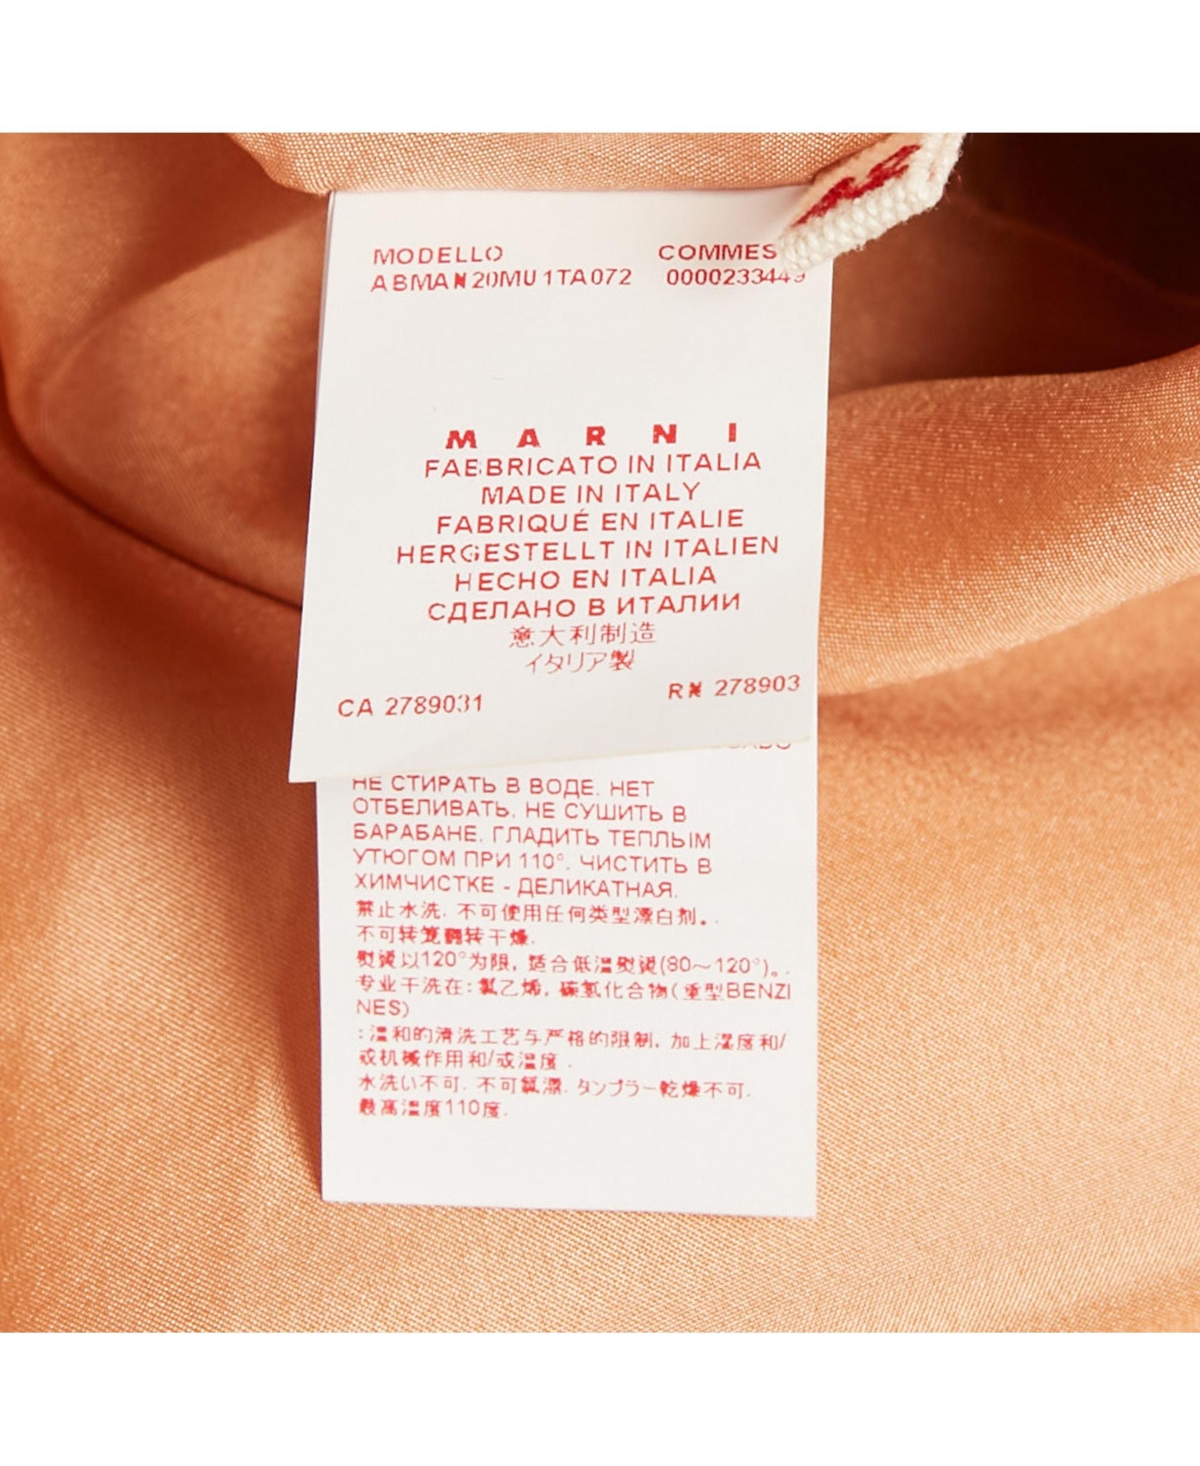 MODELLO COMMES
ABMAN20MU1TA072 0000233449
MARNI
FABBRICATO IN ITALIA
MADE IN ITALY
FABRIQUÉ EN ITALIE
HERGESTELLT IN ITALIEN
HECHO EN ITALIA
СДЕЛАНО В ИТАЛИИ
意大利制造
イタリア製
CA 2789031 RN 278903
НЕ СТИРАТЬ В ВОДЕ. НЕТ
ОТБЕЛИВАТЬ. НЕ СУШИТЬ В
БАРАБАНЕ. ГЛАДИТЬ ТЕПЛЫМ
УТЮГОМ ПРИ 110°. ЧИСТИТЬ В
ХИМЧИСТКЕ - ДЕЛИКАТНАЯ.
禁止水洗. 不可使用任何类型漂白剂。.
不可转笼翻转干燥.
熨烫以120°为限, 适合低温熨烫(80～120°)。.
专业干洗在: 氯乙烯, 碳氢化合物(重型BENZI
NES)
:温和的清洗工艺与严格的限制, 加上湿度和/
或机械作用和/或温度 .
水洗い不可. 不可氯漂. タンブラー乾燥不可.
最高温度110度.